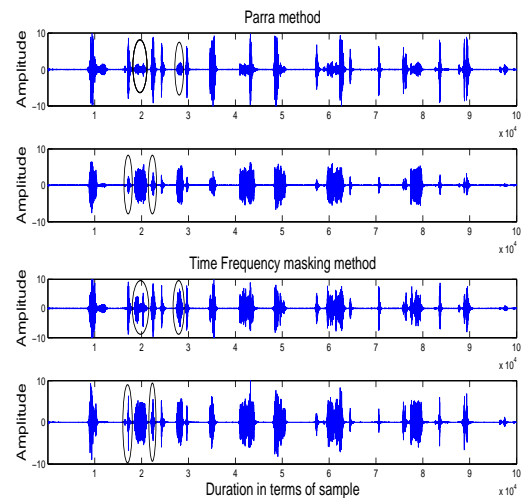 Parra method
Amplitude
10
0
−10
1 2 3 4 5 6 7 8 9 10
x 10^4
Amplitude
10
0
−10
1 2 3 4 5 6 7 8 9 10
x 10^4
Time Frequency masking method
Amplitude
10
0
−10
1 2 3 4 5 6 7 8 9 10
x 10^4
Amplitude
10
0
−10
1 2 3 4 5 6 7 8 9 10
x 10^4
Duration in terms of sample